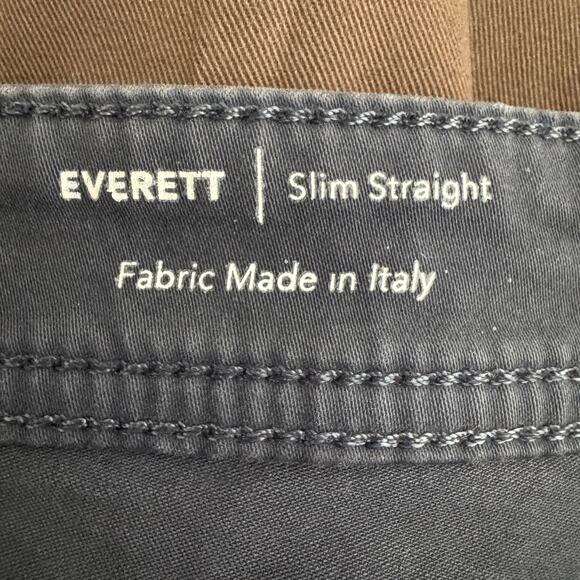 EVERETT | Slim Straight
Fabric Made in Italy